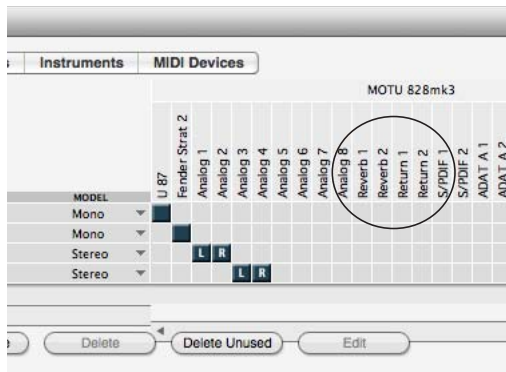 Instruments
MIDI Devices
MOTU 828mk3
U 87
Fender Strat 2
Analog 1
Analog 2
Analog 3
Analog 4
Analog 5
Analog 6
Analog 7
Analog 8
Reverb 1
Reverb 2
Return 1
Return 2
S/PDIF 1
S/PDIF 2
ADAT A 1
ADAT A 2
MODEL
Mono
Mono
Stereo L R
Stereo L R
Delete
Delete Unused
Edit